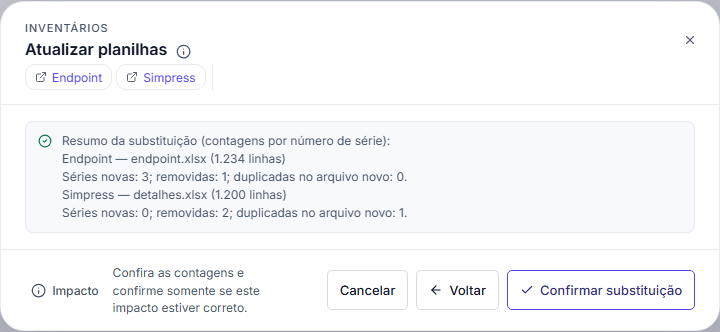 INVENTÁRIOS
Atualizar planilhas
Endpoint
Simpress
Resumo da substituição (contagens por número de série):
Endpoint — endpoint.xlsx (1.234 linhas)
Séries novas: 3; removidas: 1; duplicadas no arquivo novo: 0.
Simpress — detalhes.xlsx (1.200 linhas)
Séries novas: 0; removidas: 2; duplicadas no arquivo novo: 1.
Impacto
Confira as contagens e
confirme somente se este
impacto estiver correto.
Cancelar
Voltar
Confirmar substituição